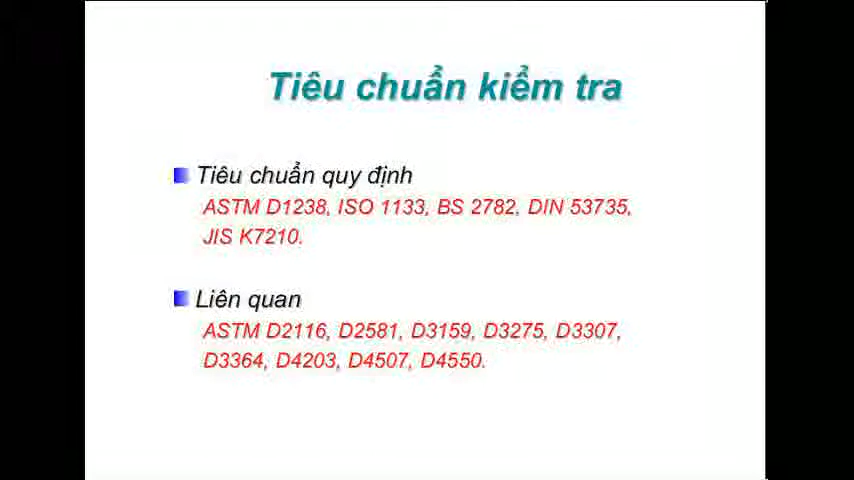 Tiêu chuẩn kiểm tra
Tiêu chuẩn quy định
ASTM D1238, ISO 1133, BS 2782, DIN 53735,
JIS K7210.
Liên quan
ASTM D2116, D2581, D3159, D3275, D3307,
D3364, D4203, D4507, D4550.